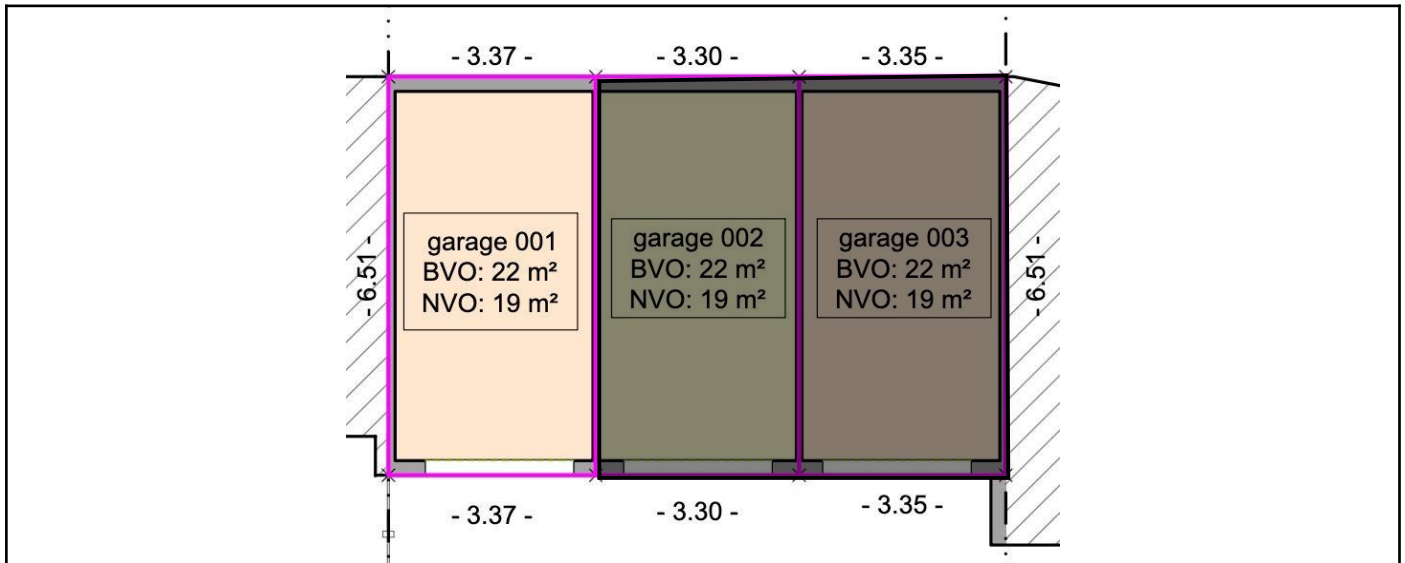 - 3.37 -
- 3.30 -
- 3.35 -
- 6.51 -
garage 001
BVO: 22 m²
NVO: 19 m²
garage 002
BVO: 22 m²
NVO: 19 m²
garage 003
BVO: 22 m²
NVO: 19 m²
- 6.51 -
- 3.37 -
- 3.30 -
- 3.35 -